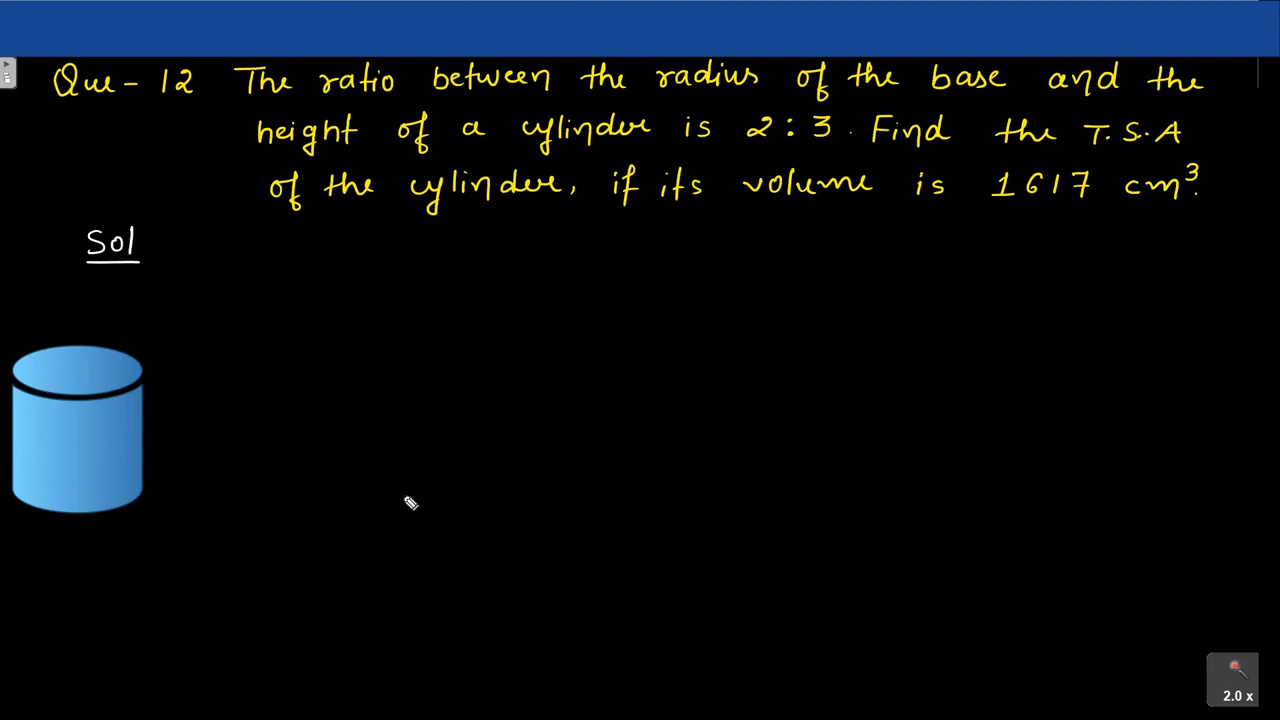 Que - 12 The ratio between the radius of the base and the
height of a cylinder is 2 : 3. Find the T.S.A
of the cylinder, if its volume is 1617 cm³.
Sol
2.0 x